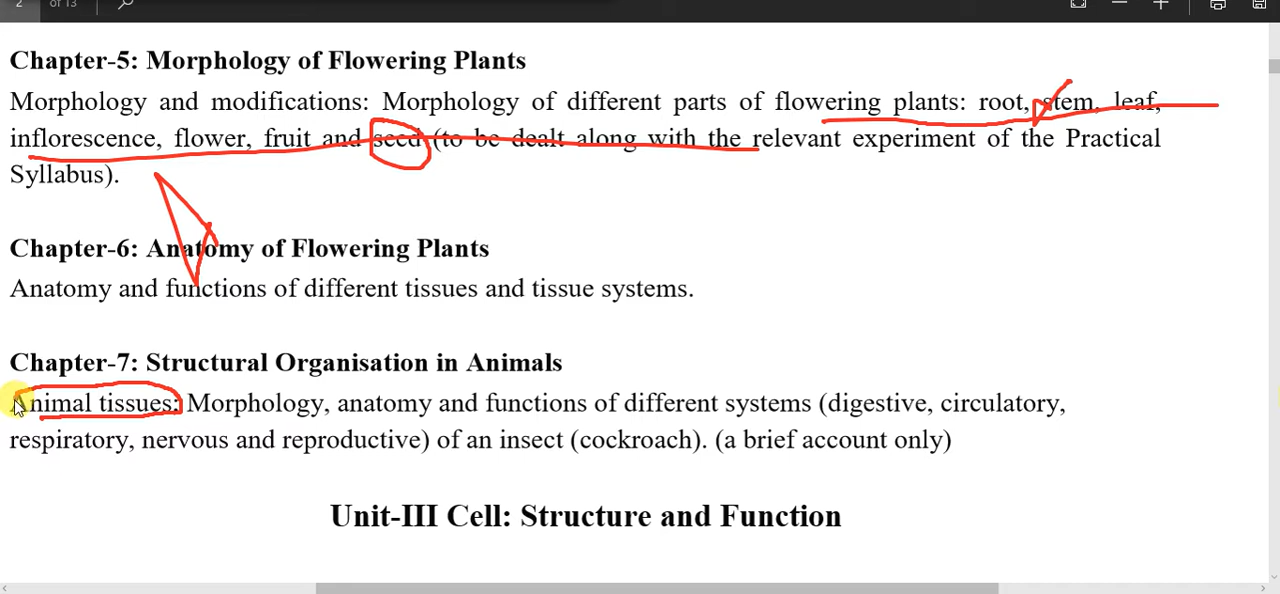 2 of 13
Chapter-5: Morphology of Flowering Plants
Morphology and modifications: Morphology of different parts of flowering plants: root, stem, leaf,
inflorescence, flower, fruit and seed (to be dealt along with the relevant experiment of the Practical
Syllabus).
Chapter-6: Anatomy of Flowering Plants
Anatomy and functions of different tissues and tissue systems.
Chapter-7: Structural Organisation in Animals
Animal tissues; Morphology, anatomy and functions of different systems (digestive, circulatory,
respiratory, nervous and reproductive) of an insect (cockroach). (a brief account only)
Unit-III Cell: Structure and Function